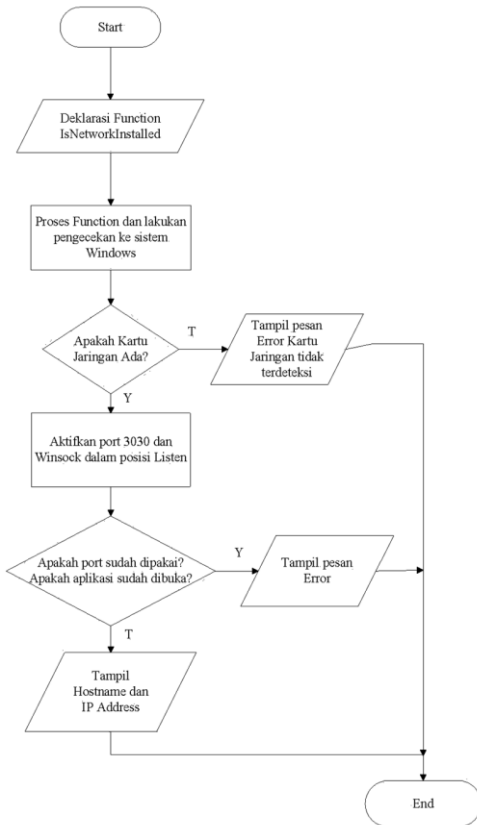 Start
Deklarasi Function
IsNetworkInstalled
Proses Function dan lakukan
pengecekan ke sistem
Windows
Apakah Kartu
Jaringan Ada?
T
Tampil pesan
Error Kartu
Jaringan tidak
terdeteksi
Y
Aktifkan port 3030 dan
Winsock dalam posisi Listen
Apakah port sudah dipakai?
Apakah aplikasi sudah dibuka?
Y
Tampil pesan
Error
T
Tampil
Hostname dan
IP Address
End